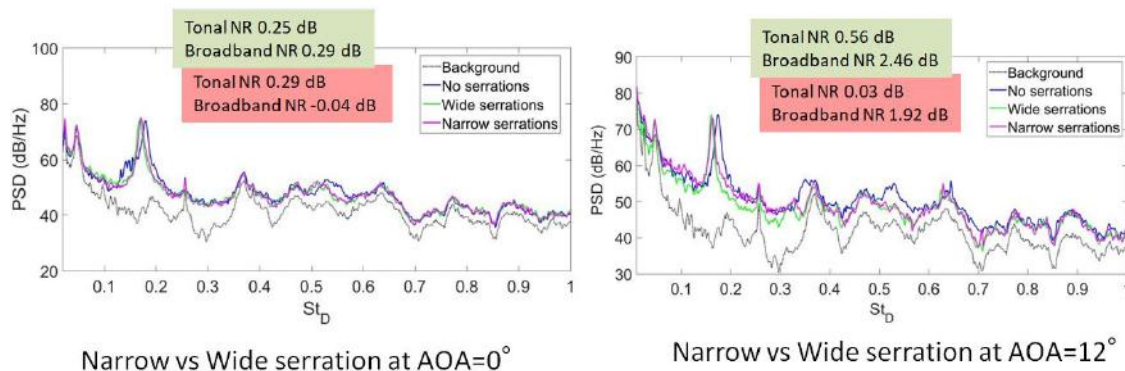 Tonal NR 0.25 dB
Broadband NR 0.29 dB
Tonal NR 0.29 dB
Broadband NR -0.04 dB
100
80
60
40
20
PSD (dB/Hz)
Background
No serrations
Wide serrations
Narrow serrations
0.1 0.2 0.3 0.4 0.5 0.6 0.7 0.8 0.9 1
St_D
Narrow vs Wide serration at AOA=0°
Tonal NR 0.56 dB
Broadband NR 2.46 dB
Tonal NR 0.03 dB
Broadband NR 1.92 dB
90
80
70
60
50
40
30
PSD (dB/Hz)
Background
No serrations
Wide serrations
Narrow serrations
0.1 0.2 0.3 0.4 0.5 0.6 0.7 0.8 0.9 1
St_D
Narrow vs Wide serration at AOA=12°